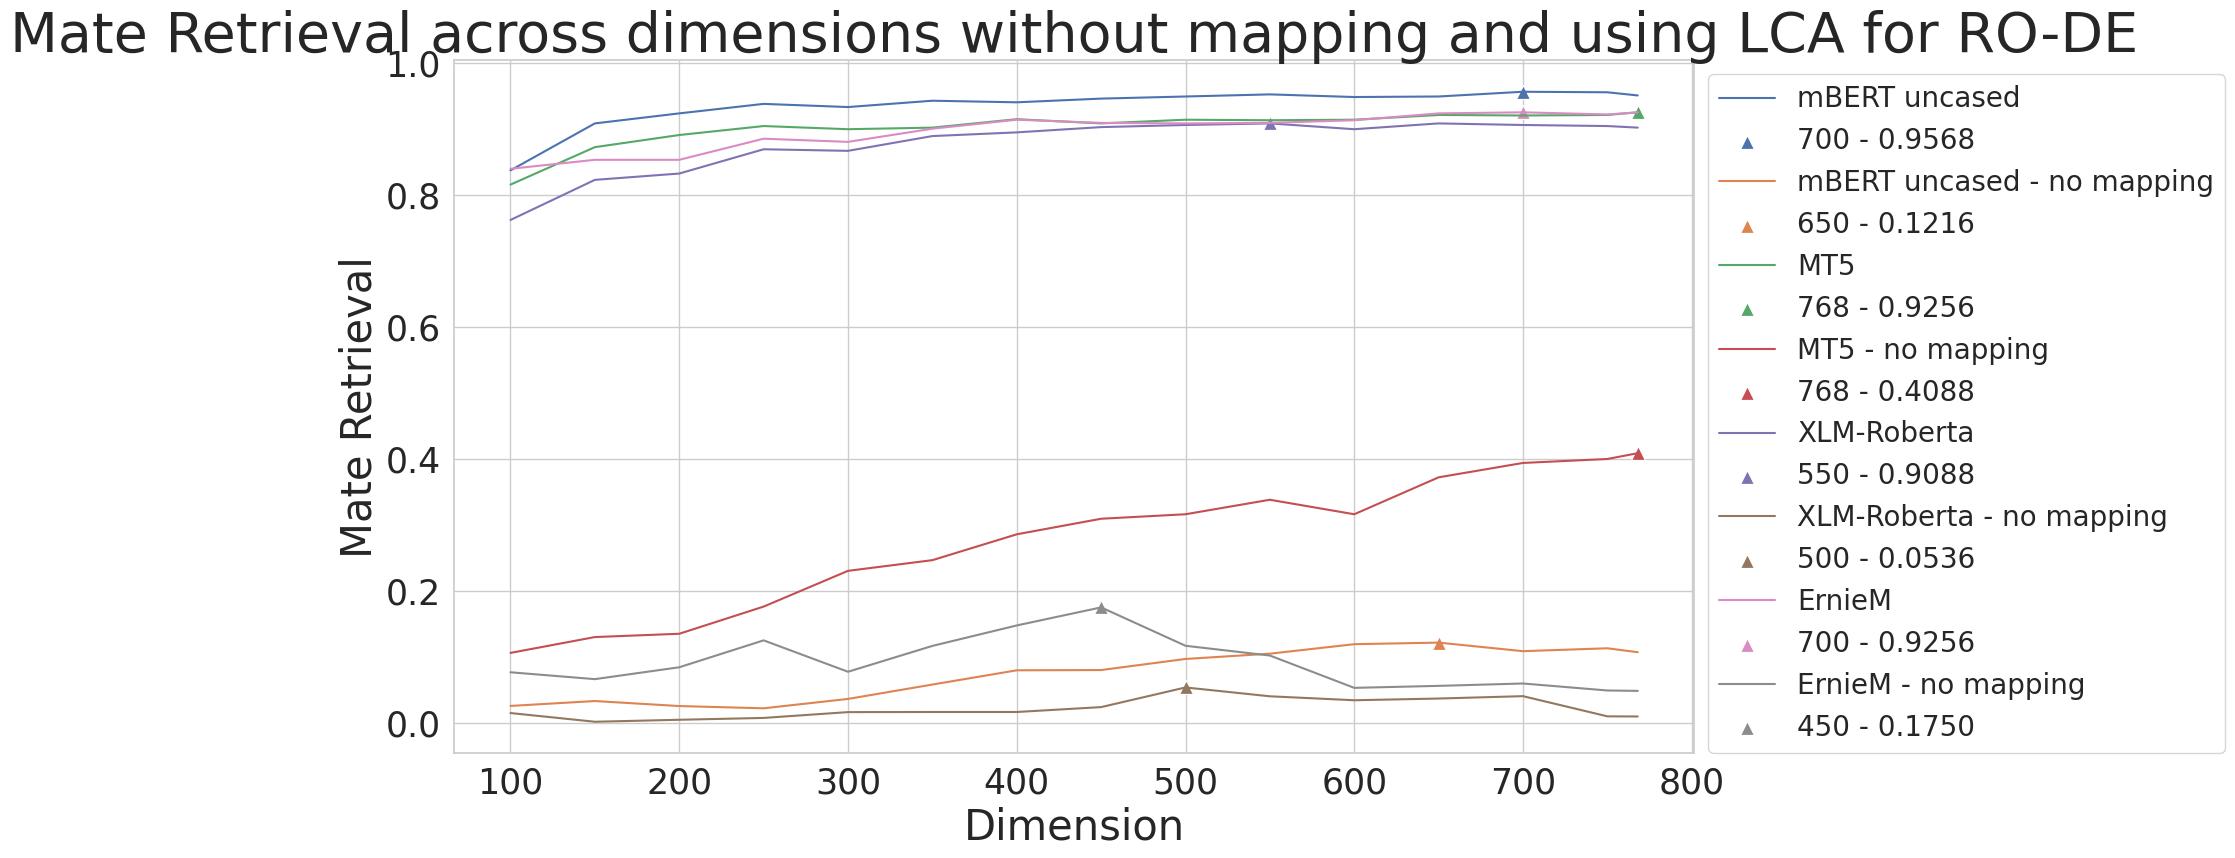 Mate Retrieval across dimensions without mapping and using LCA for RO-DE
1.0
0.8
0.6
0.4
0.2
0.0
Mate Retrieval
100 200 300 400 500 600 700 800
Dimension
mBERT uncased
700 - 0.9568
mBERT uncased - no mapping
650 - 0.1216
MT5
768 - 0.9256
MT5 - no mapping
768 - 0.4088
XLM-Roberta
550 - 0.9088
XLM-Roberta - no mapping
500 - 0.0536
ErnieM
700 - 0.9256
ErnieM - no mapping
450 - 0.1750